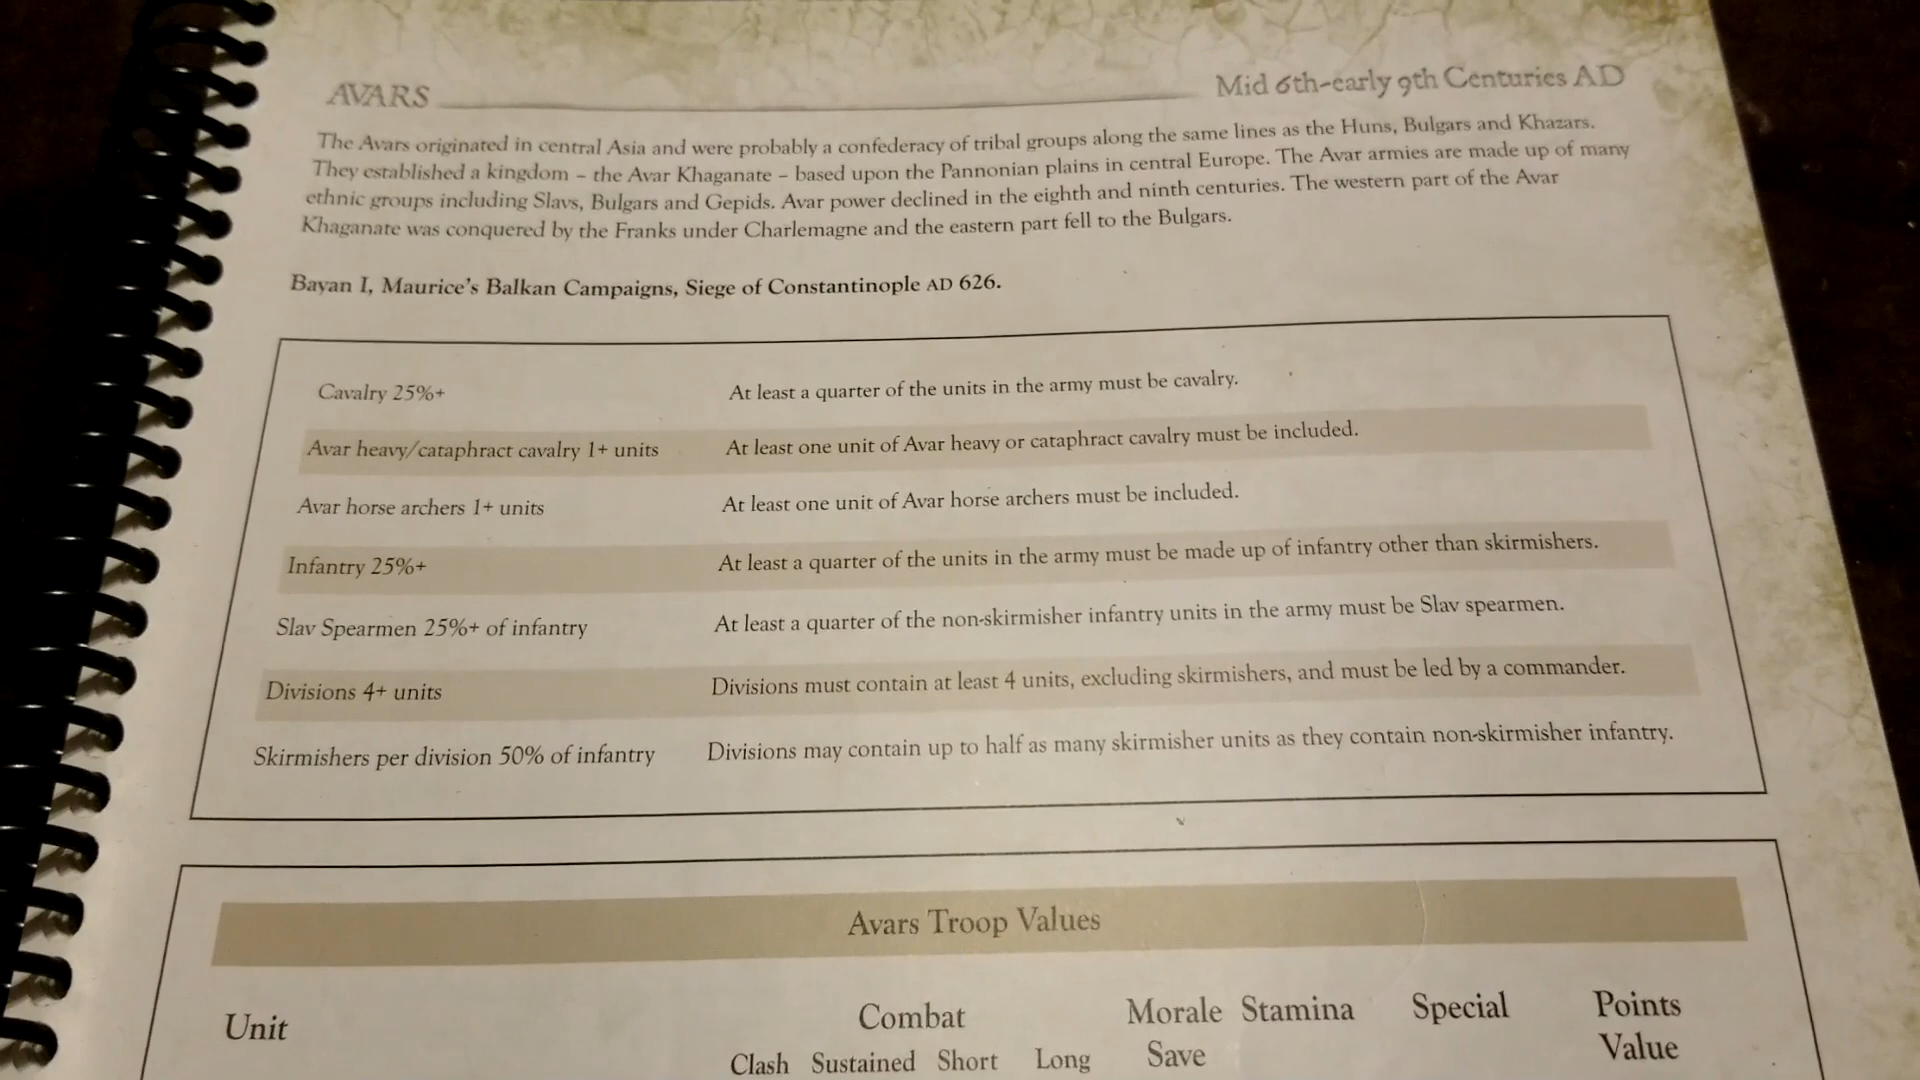 AVARS Mid 6th-early 9th Centuries AD
The Avars originated in central Asia and were probably a confederacy of tribal groups along the same lines as the Huns, Bulgars and Khazars.
They established a kingdom – the Avar Khaganate – based upon the Pannonian plains in central Europe. The Avar armies are made up of many
ethnic groups including Slavs, Bulgars and Gepids. Avar power declined in the eighth and ninth centuries. The western part of the Avar
Khaganate was conquered by the Franks under Charlemagne and the eastern part fell to the Bulgars.
Bayan I, Maurice's Balkan Campaigns, Siege of Constantinople AD 626.
Cavalry 25%+ At least a quarter of the units in the army must be cavalry.
Avar heavy/cataphract cavalry 1+ units At least one unit of Avar heavy or cataphract cavalry must be included.
Avar horse archers 1+ units At least one unit of Avar horse archers must be included.
Infantry 25%+ At least a quarter of the units in the army must be made up of infantry other than skirmishers.
Slav Spearmen 25%+ of infantry At least a quarter of the non-skirmisher infantry units in the army must be Slav spearmen.
Divisions 4+ units Divisions must contain at least 4 units, excluding skirmishers, and must be led by a commander.
Skirmishers per division 50% of infantry Divisions may contain up to half as many skirmisher units as they contain non-skirmisher infantry.
Avars Troop Values
Unit Combat Morale Stamina Special Points
Clash Sustained Short Long Save Value